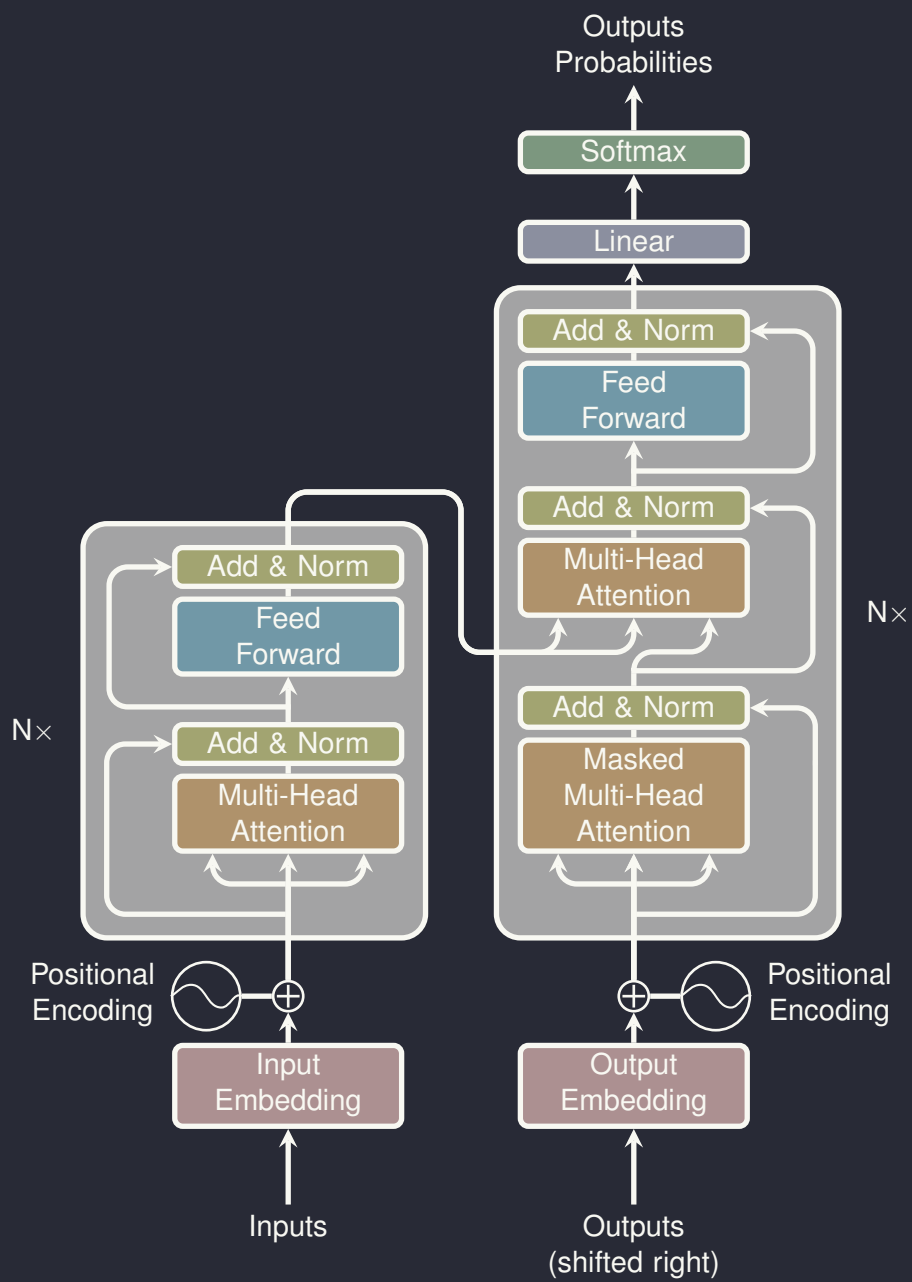 Outputs
Probabilities
Softmax
Linear
Add & Norm
Feed
Forward
Add & Norm
Multi-Head
Attention
N×
Add & Norm
Masked
Multi-Head
Attention
Add & Norm
Feed
Forward
N×
Add & Norm
Multi-Head
Attention
Positional
Encoding
Positional
Encoding
Input
Embedding
Output
Embedding
Inputs
Outputs
(shifted right)